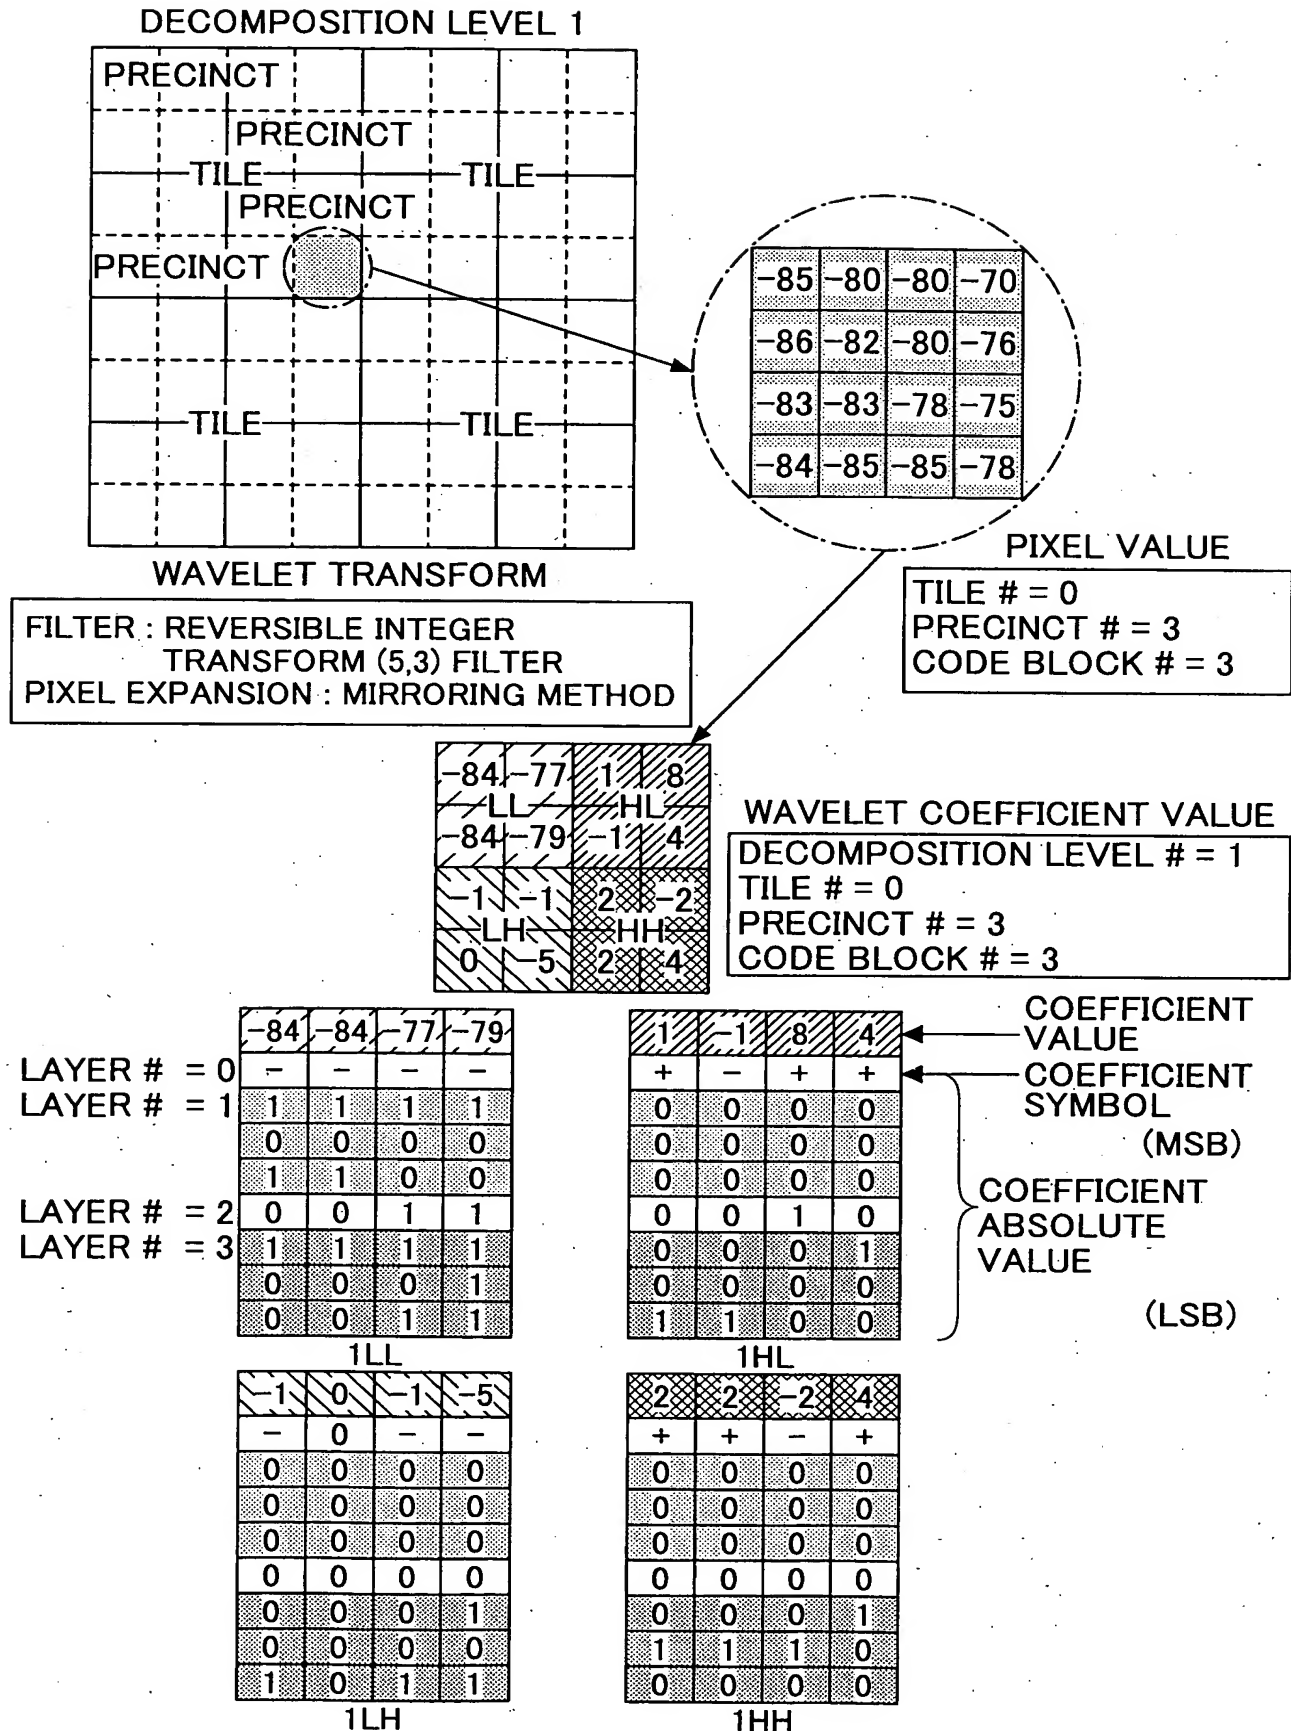 DECOMPOSITION LEVEL 1
PRECINCT
PRECINCT
TILE TILE
PRECINCT
PRECINCT
TILE TILE
-85 -80 -80 -70
-86 -82 -80 -76
-83 -83 -78 -75
-84 -85 -85 -78
PIXEL VALUE
TILE # = 0
PRECINCT # = 3
CODE BLOCK # = 3
WAVELET TRANSFORM
FILTER : REVERSIBLE INTEGER
TRANSFORM (5,3) FILTER
PIXEL EXPANSION : MIRRORING METHOD
-84 -77 1 8
LL HL
-84 -79 -1 4
-1 -1 2 -2
LH HH
0 -5 2 4
WAVELET COEFFICIENT VALUE
DECOMPOSITION LEVEL # = 1
TILE # = 0
PRECINCT # = 3
CODE BLOCK # = 3
-84 -84 -77 -79
LAYER # = 0 - - - -
LAYER # = 1 1 1 1 1
0 0 0 0
1 1 0 0
LAYER # = 2 0 0 1 1
LAYER # = 3 1 1 1 1
0 0 0 1
0 0 1 1
1LL
1 -1 8 4
+ - + +
0 0 0 0
0 0 0 0
0 0 0 0
0 0 1 0
0 0 0 1
0 0 0 0
1 1 0 0
1HL
COEFFICIENT
VALUE
COEFFICIENT
SYMBOL
(MSB)
COEFFICIENT
ABSOLUTE
VALUE
(LSB)
-1 0 -1 -5
- 0 - -
0 0 0 0
0 0 0 0
0 0 0 0
0 0 0 0
0 0 0 1
0 0 0 0
1 0 1 1
1LH
2 2 -2 4
+ + - +
0 0 0 0
0 0 0 0
0 0 0 0
0 0 0 0
0 0 0 1
1 1 1 0
0 0 0 0
1HH